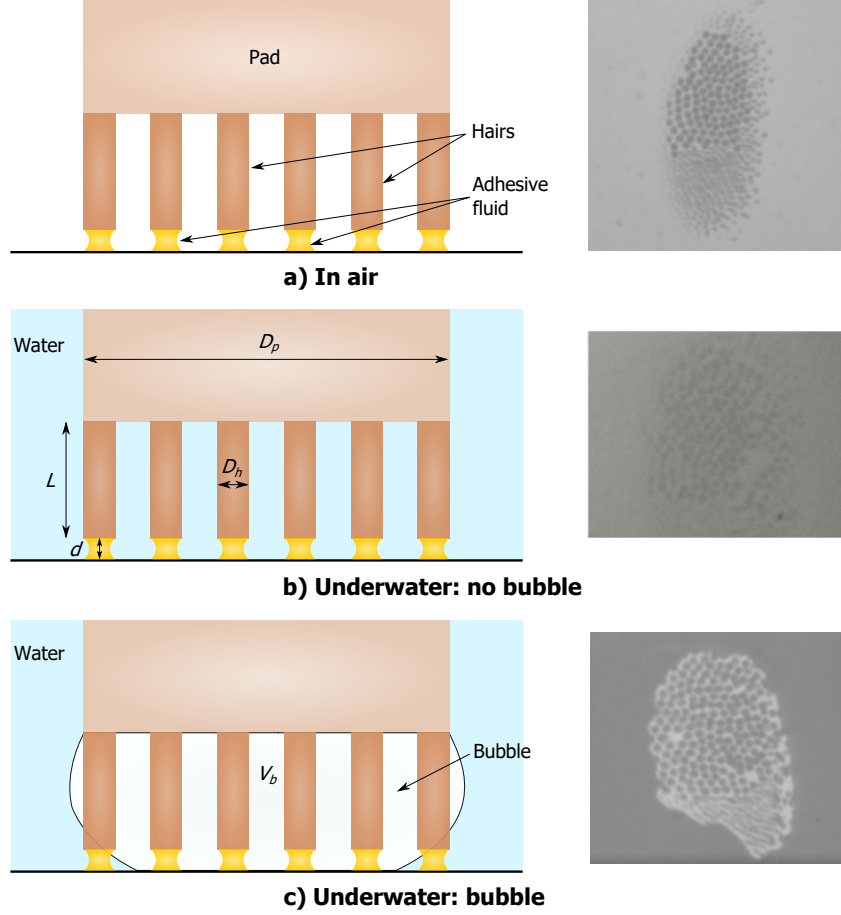 Pad
Hairs
Adhesive
fluid
a) In air
Water
D_p
L
D_h
d
b) Underwater: no bubble
Water
Bubble
V_b
c) Underwater: bubble